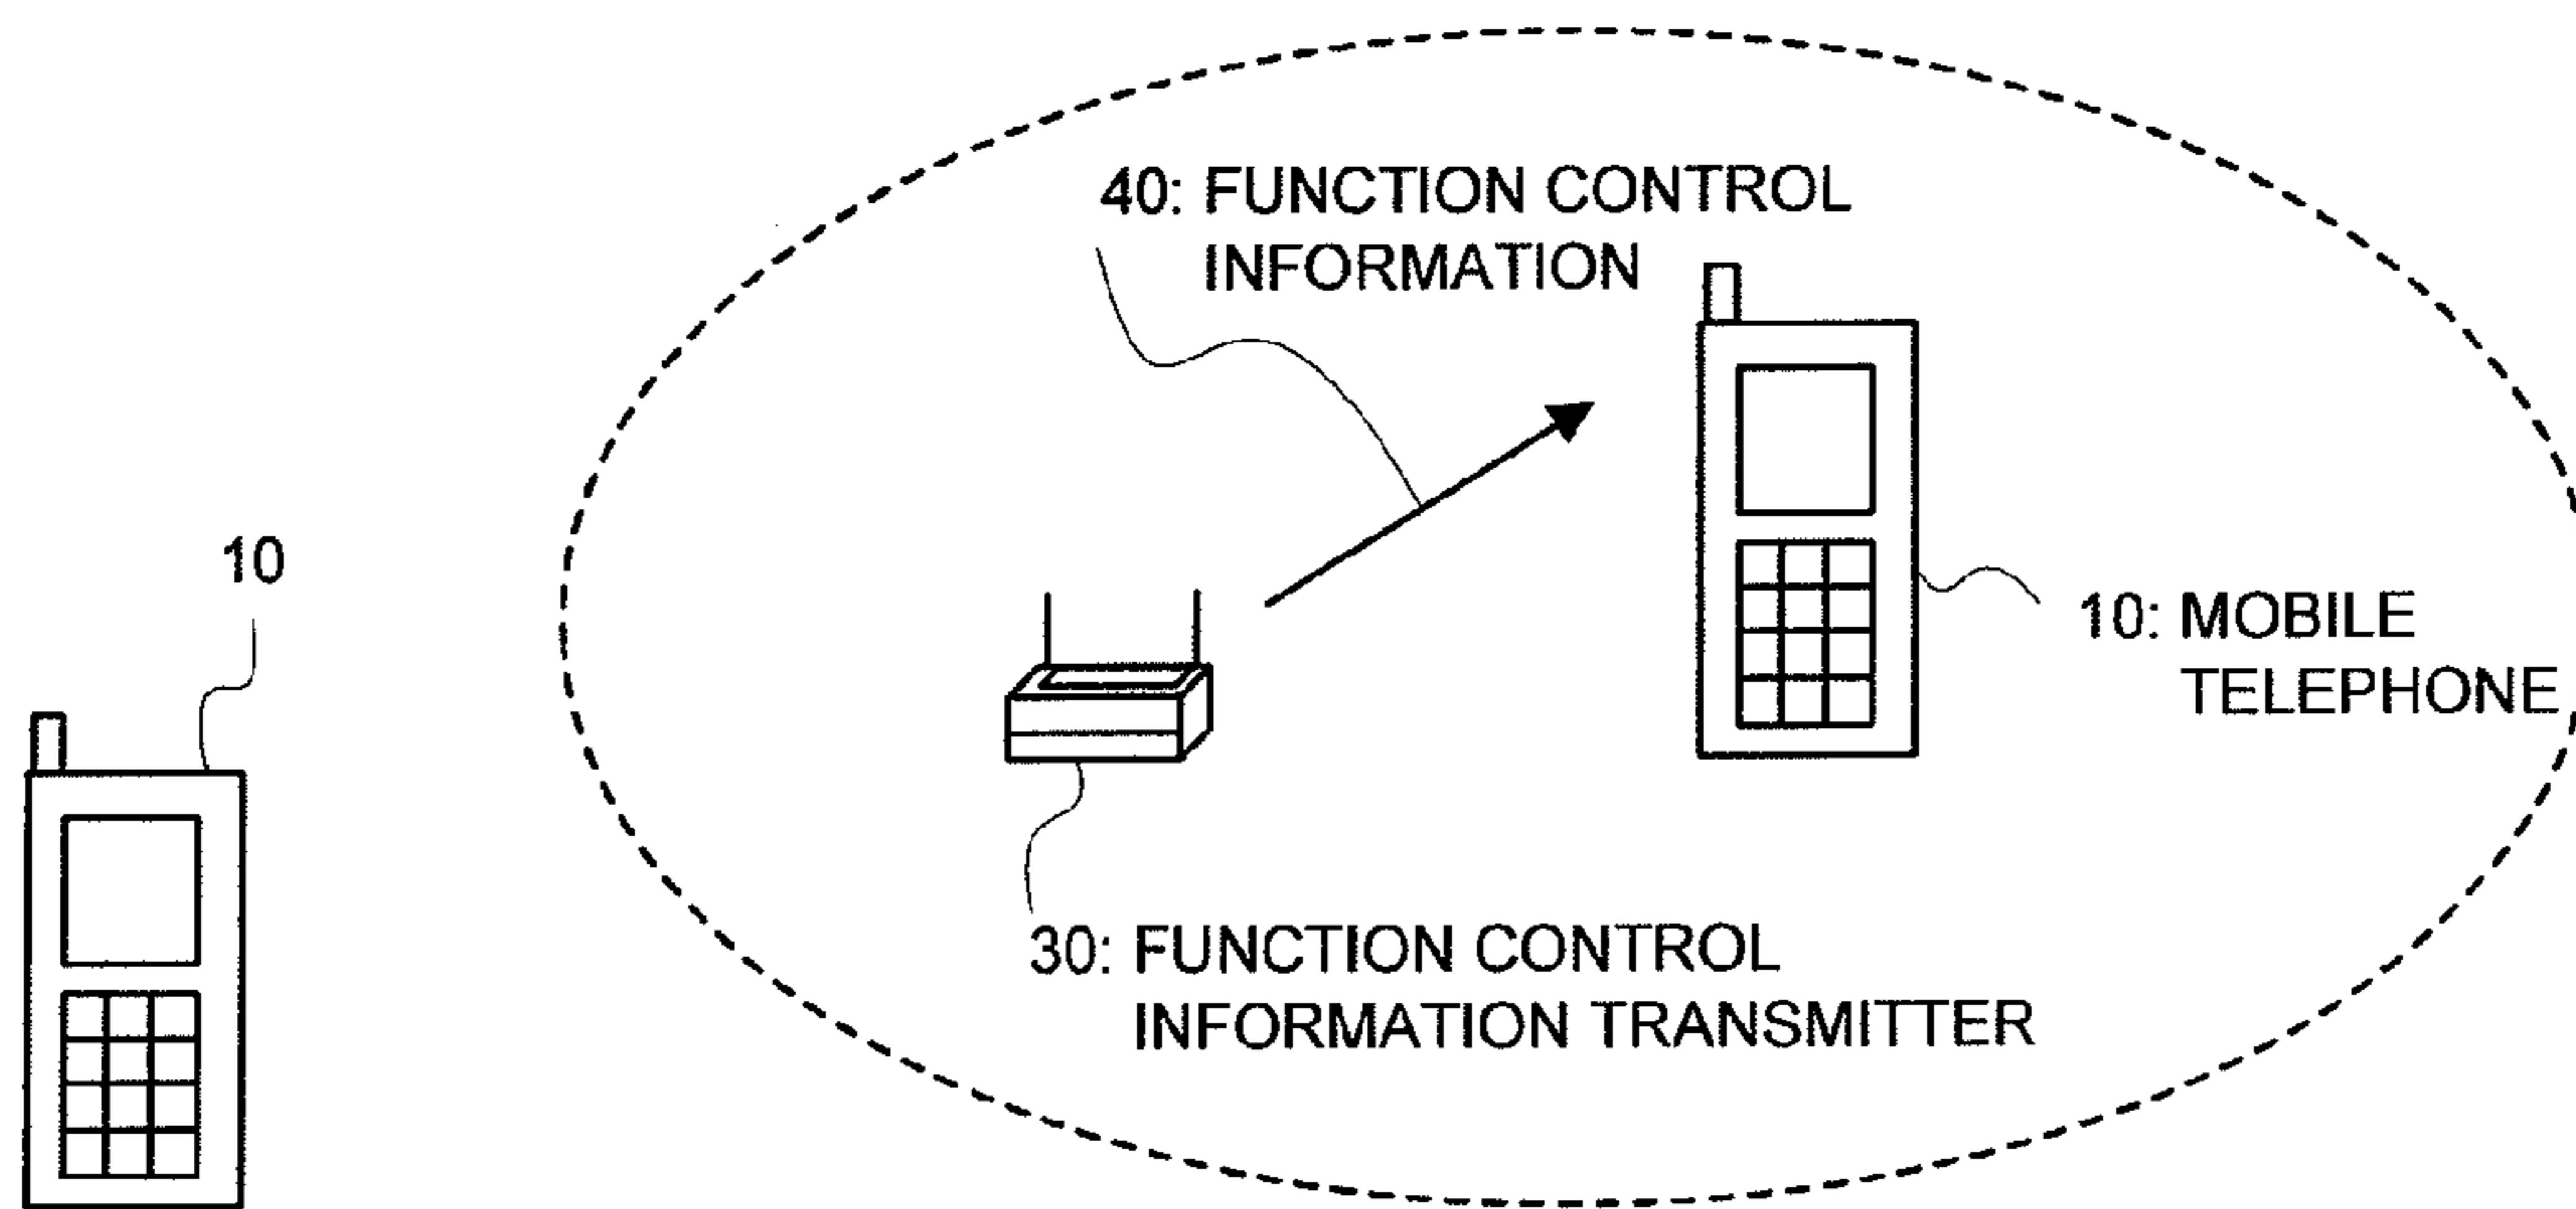 40: FUNCTION CONTROL
INFORMATION
10
10: MOBILE
TELEPHONE
30: FUNCTION CONTROL
INFORMATION TRANSMITTER